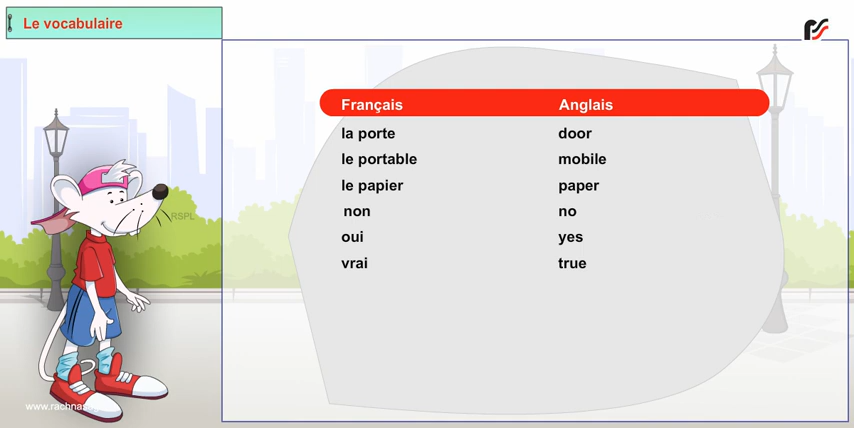 Le vocabulaire
Français Anglais
la porte door
le portable mobile
le papier paper
non no
oui yes
vrai true
RSPL